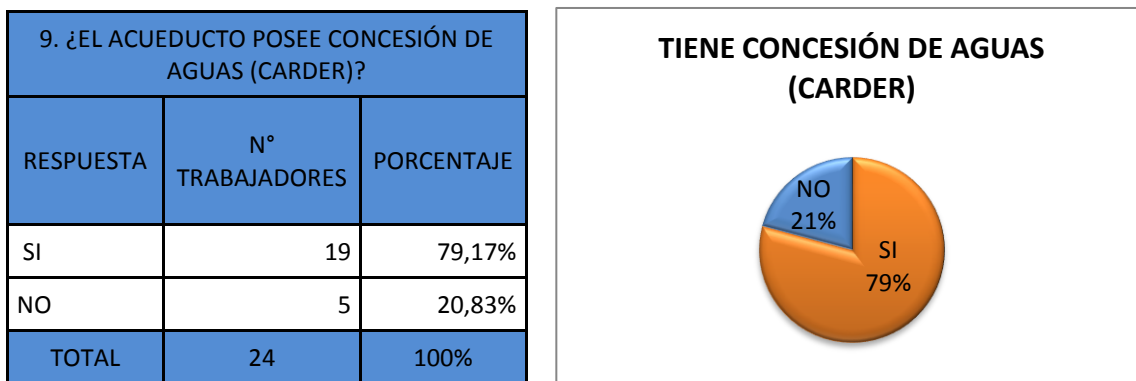 9. ¿EL ACUEDUCTO POSEE CONCESIÓN DE
AGUAS (CARDER)?
RESPUESTA
N°
TRABAJADORES
PORCENTAJE
SI 19 79,17%
NO 5 20,83%
TOTAL 24 100%
TIENE CONCESIÓN DE AGUAS
(CARDER)
NO
21%
SI
79%